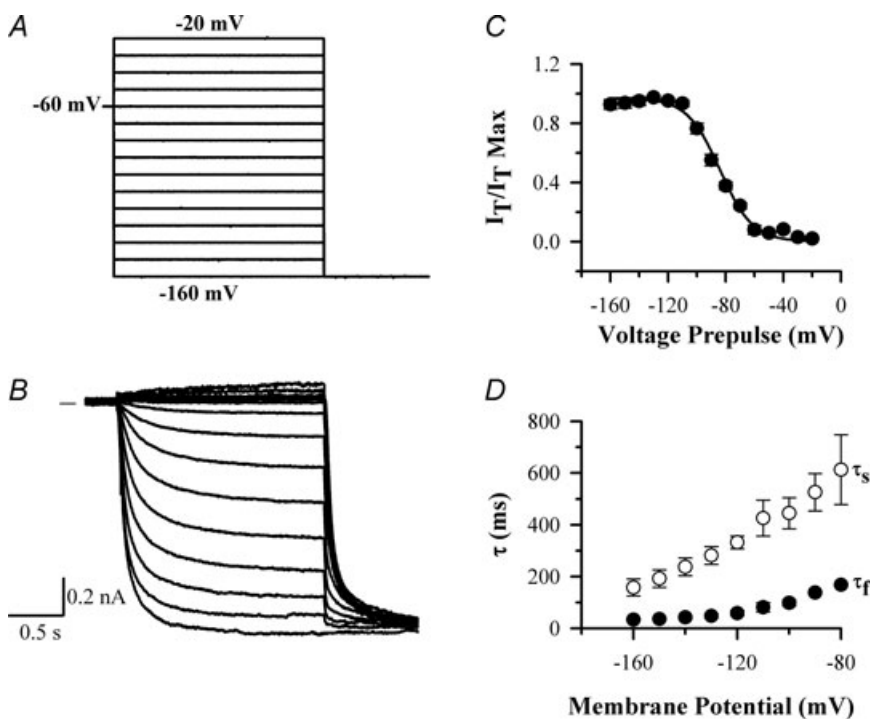 A
-20 mV
-60 mV
-160 mV
B
0.2 nA
0.5 s
C
1.2
0.8
0.4
0.0
I_T/I_T Max
-160 -120 -80 -40 0
Voltage Prepulse (mV)
D
800
600
400
200
0
τ (ms)
τs
τf
-160 -120 -80
Membrane Potential (mV)